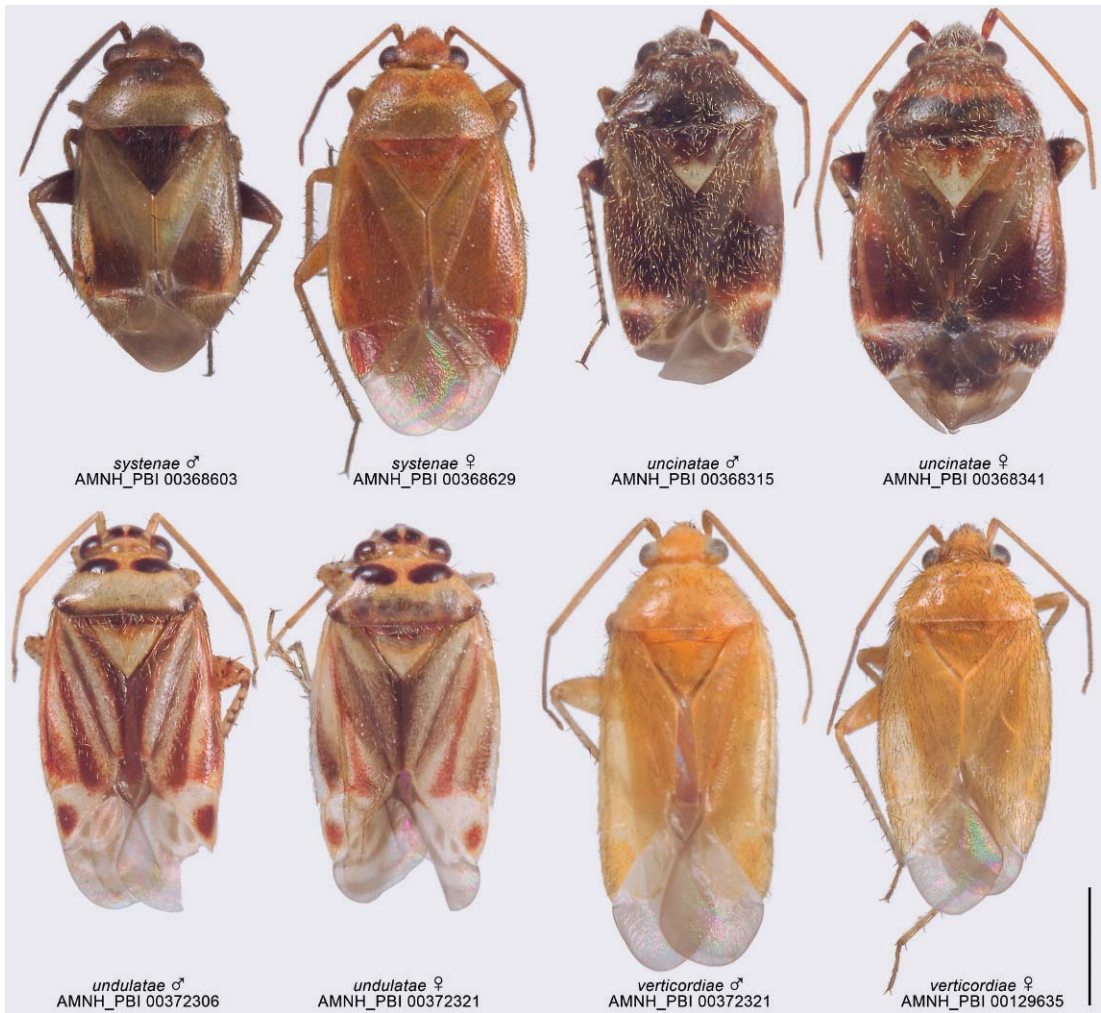 systenae ♂
AMNH_PBI 00368603
systenae ♀
AMNH_PBI 00368629
uncinatae ♂
AMNH_PBI 00368315
uncinatae ♀
AMNH_PBI 00368341
undulatae ♂
AMNH_PBI 00372306
undulatae ♀
AMNH_PBI 00372321
verticordiae ♂
AMNH_PBI 00372321
verticordiae ♀
AMNH_PBI 00129635